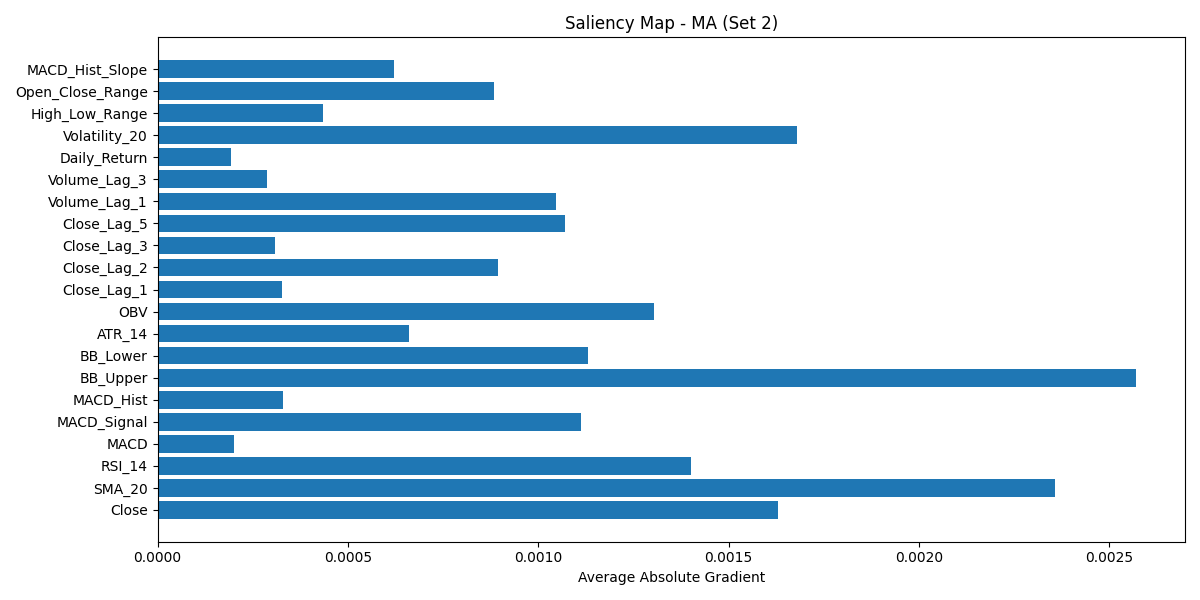 Saliency Map - MA (Set 2)
MACD_Hist_Slope
Open_Close_Range
High_Low_Range
Volatility_20
Daily_Return
Volume_Lag_3
Volume_Lag_1
Close_Lag_5
Close_Lag_3
Close_Lag_2
Close_Lag_1
OBV
ATR_14
BB_Lower
BB_Upper
MACD_Hist
MACD_Signal
MACD
RSI_14
SMA_20
Close
0.0000 0.0005 0.0010 0.0015 0.0020 0.0025
Average Absolute Gradient